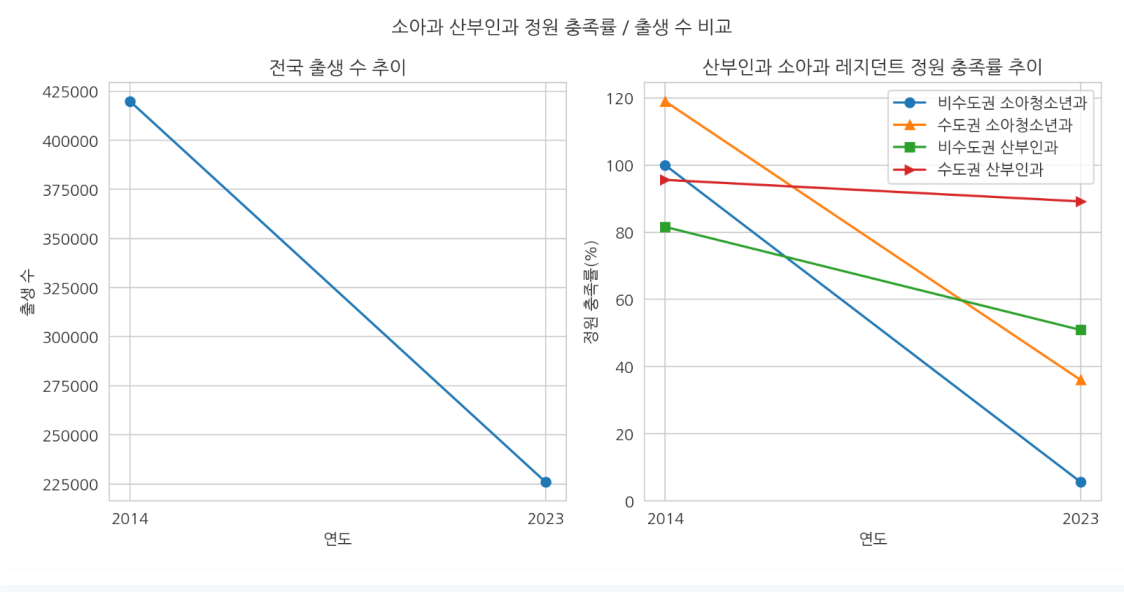 소아과 산부인과 정원 충족률 / 출생 수 비교
전국 출생 수 추이
425000
400000
375000
350000
325000
300000
275000
250000
225000
출생 수
2014
2023
연도
산부인과 소아과 레지던트 정원 충족률 추이
비수도권 소아청소년과
수도권 소아청소년과
비수도권 산부인과
수도권 산부인과
120
100
80
60
40
20
0
정원 충족률(%)
2014
2023
연도